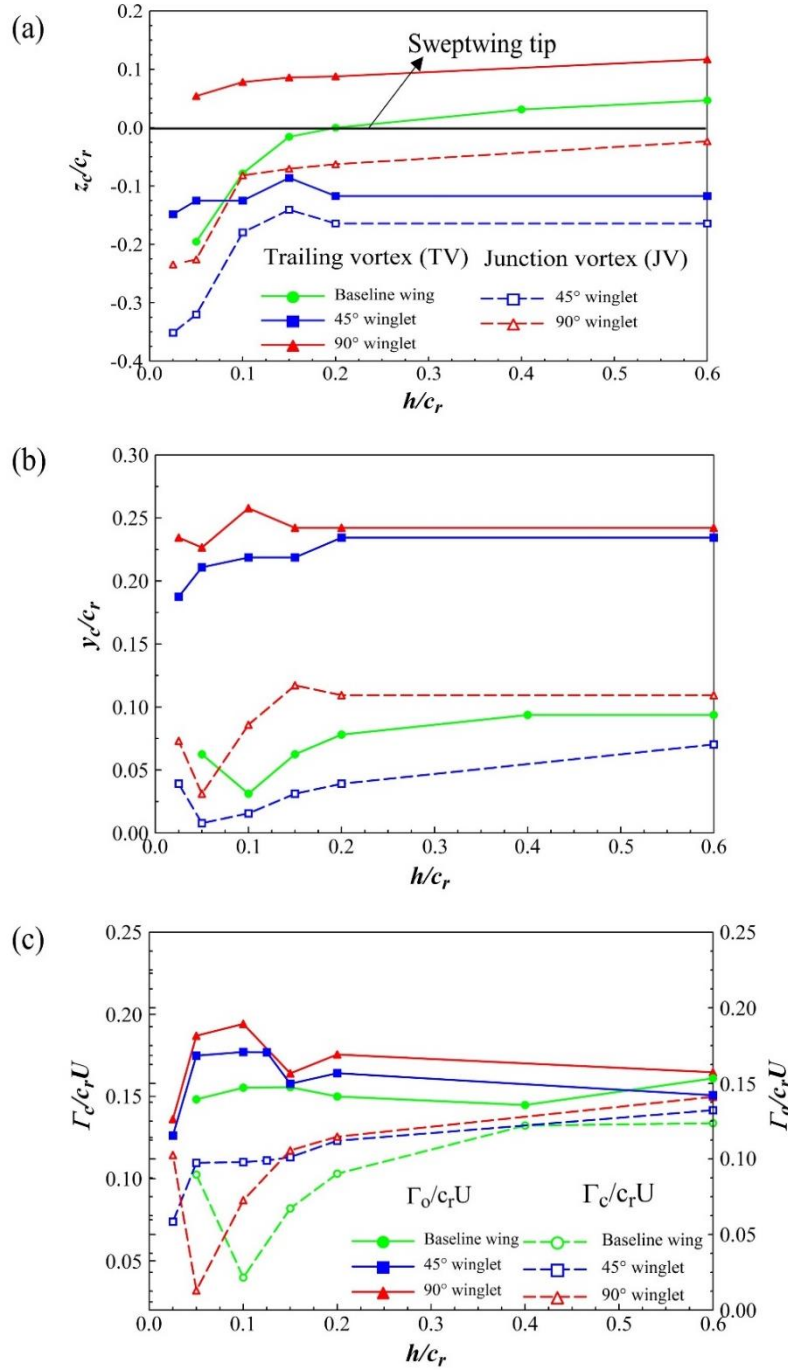 (a)
0.2
0.1
0.0
-0.1
-0.2
-0.3
-0.4
z_c/c_r
Sweptwing tip
Trailing vortex (TV) Junction vortex (JV)
Baseline wing 45° winglet
45° winglet 90° winglet
90° winglet
0.0 0.1 0.2 0.3 0.4 0.5 0.6
h/c_r
(b)
0.30
0.25
0.20
0.15
0.10
0.05
0.00
y_c/c_r
0.0 0.1 0.2 0.3 0.4 0.5 0.6
h/c_r
(c)
0.25 0.25
0.20 0.20
0.15 0.15
0.10 0.10
0.05 0.05
0.00
Γ_c/c_rU
Γ_o/c_rU
Γ_o/c_rU Γ_c/c_rU
Baseline wing Baseline wing
45° winglet 45° winglet
90° winglet 90° winglet
0.0 0.1 0.2 0.3 0.4 0.5 0.6
h/c_r